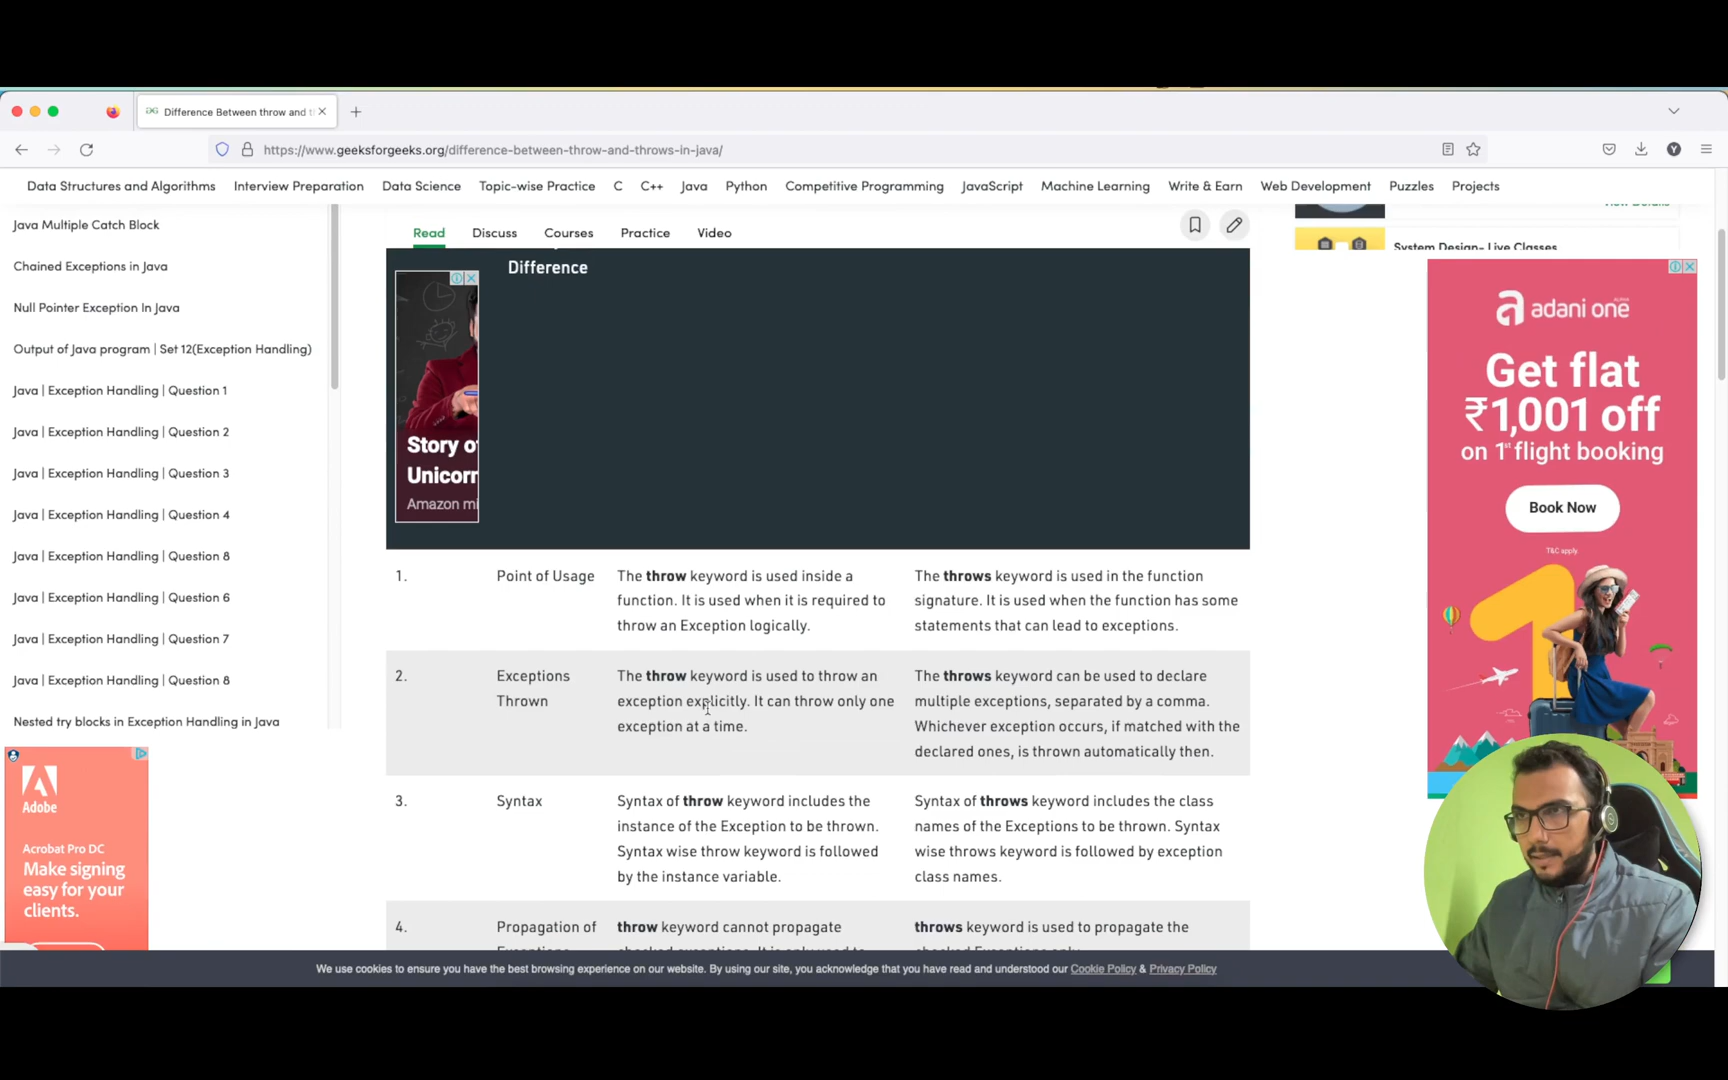 Difference Between throw and t
https://www.geeksforgeeks.org/difference-between-throw-and-throws-in-java/
Y
Data Structures and Algorithms Interview Preparation Data Science Topic-wise Practice C C++ Java Python Competitive Programming JavaScript Machine Learning Write & Earn Web Development Puzzles Projects
Java Multiple Catch Block
Chained Exceptions in Java
Null Pointer Exception In Java
Output of Java program | Set 12(Exception Handling)
Java | Exception Handling | Question 1
Java | Exception Handling | Question 2
Java | Exception Handling | Question 3
Java | Exception Handling | Question 4
Java | Exception Handling | Question 8
Java | Exception Handling | Question 6
Java | Exception Handling | Question 7
Java | Exception Handling | Question 8
Nested try blocks in Exception Handling in Java
Adobe
Acrobat Pro DC
Make signing
easy for your
clients.
Read Discuss Courses Practice Video
Difference
Story o
Unicorn
Amazon mi
1. Point of Usage The throw keyword is used inside a The throws keyword is used in the function
function. It is used when it is required to signature. It is used when the function has some
throw an Exception logically. statements that can lead to exceptions.
2. Exceptions The throw keyword is used to throw an The throws keyword can be used to declare
Thrown exception explicitly. It can throw only one multiple exceptions, separated by a comma.
exception at a time. Whichever exception occurs, if matched with the
declared ones, is thrown automatically then.
3. Syntax Syntax of throw keyword includes the Syntax of throws keyword includes the class
instance of the Exception to be thrown. names of the Exceptions to be thrown. Syntax
Syntax wise throw keyword is followed wise throws keyword is followed by exception
by the instance variable. class names.
4. Propagation of throw keyword cannot propagate throws keyword is used to propagate the
System Design- Live Classes
adani one
Get flat
₹1,001 off
on 1st flight booking
Book Now
T&C apply.
We use cookies to ensure you have the best browsing experience on our website. By using our site, you acknowledge that you have read and understood our Cookie Policy & Privacy Policy